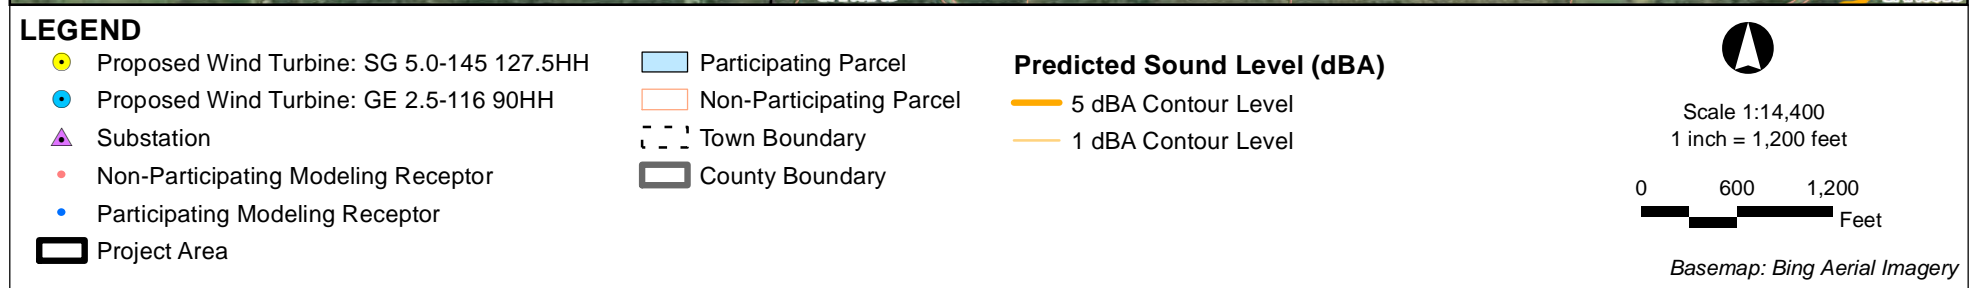 LEGEND
Proposed Wind Turbine: SG 5.0-145 127.5HH
Proposed Wind Turbine: GE 2.5-116 90HH
Substation
Non-Participating Modeling Receptor
Participating Modeling Receptor
Project Area
Participating Parcel
Non-Participating Parcel
Town Boundary
County Boundary
Predicted Sound Level (dBA)
5 dBA Contour Level
1 dBA Contour Level
Scale 1:14,400
1 inch = 1,200 feet
0 600 1,200
Feet
Basemap: Bing Aerial Imagery